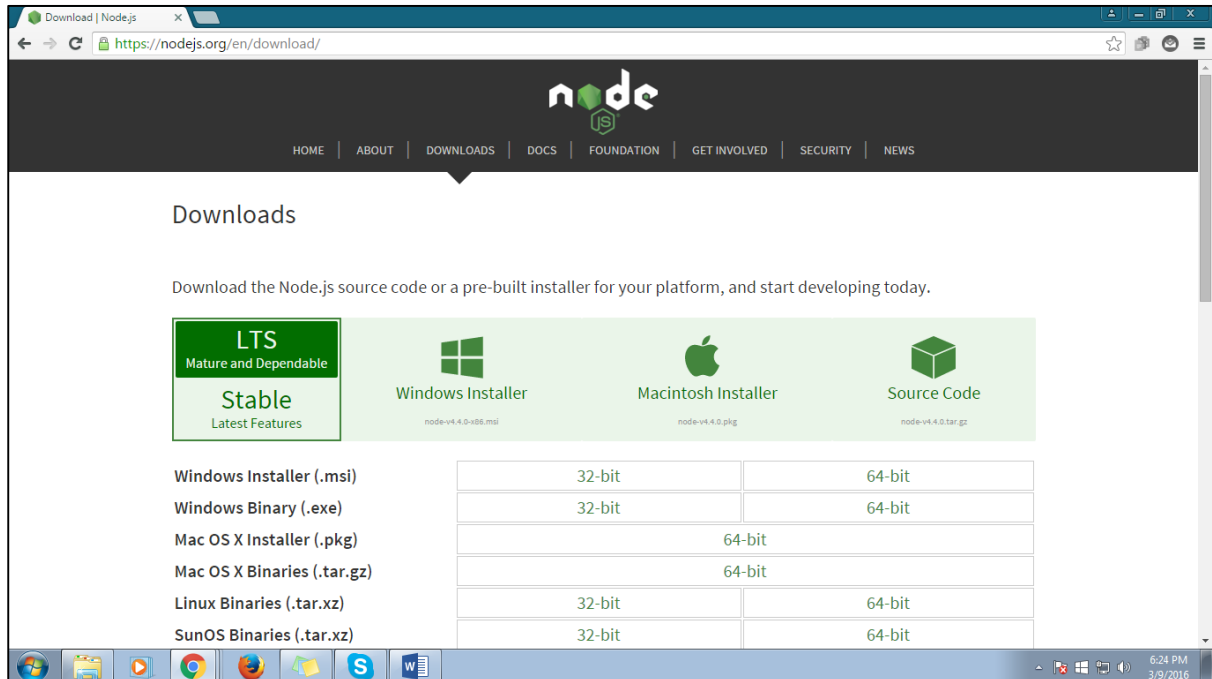 Download | Node.js
https://nodejs.org/en/download/
node
JS
HOME | ABOUT | DOWNLOADS | DOCS | FOUNDATION | GET INVOLVED | SECURITY | NEWS
Downloads
Download the Node.js source code or a pre-built installer for your platform, and start developing today.
LTS
Mature and Dependable
Stable
Latest Features
Windows Installer
node-v4.4.0-x86.msi
Macintosh Installer
node-v4.4.0.pkg
Source Code
node-v4.4.0.tar.gz
Windows Installer (.msi) 32-bit 64-bit
Windows Binary (.exe) 32-bit 64-bit
Mac OS X Installer (.pkg) 64-bit
Mac OS X Binaries (.tar.gz) 64-bit
Linux Binaries (.tar.xz) 32-bit 64-bit
SunOS Binaries (.tar.xz) 32-bit 64-bit
6:24 PM
3/9/2016